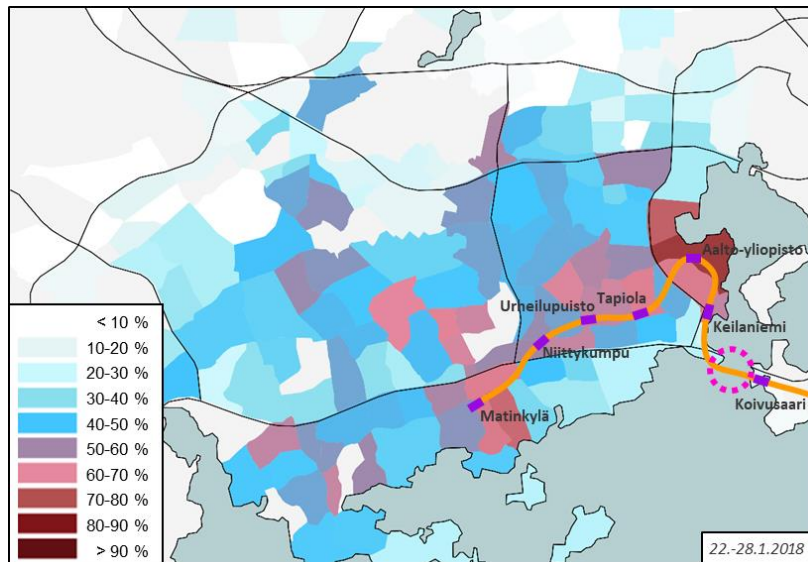 Aalto-yliopisto
Tapiola
Urheilupuisto
Keilaniemi
Niittykumpu
Koivusaari
Matinkylä
< 10 %
10-20 %
20-30 %
30-40 %
40-50 %
50-60 %
60-70 %
70-80 %
80-90 %
> 90 %
22.-28.1.2018